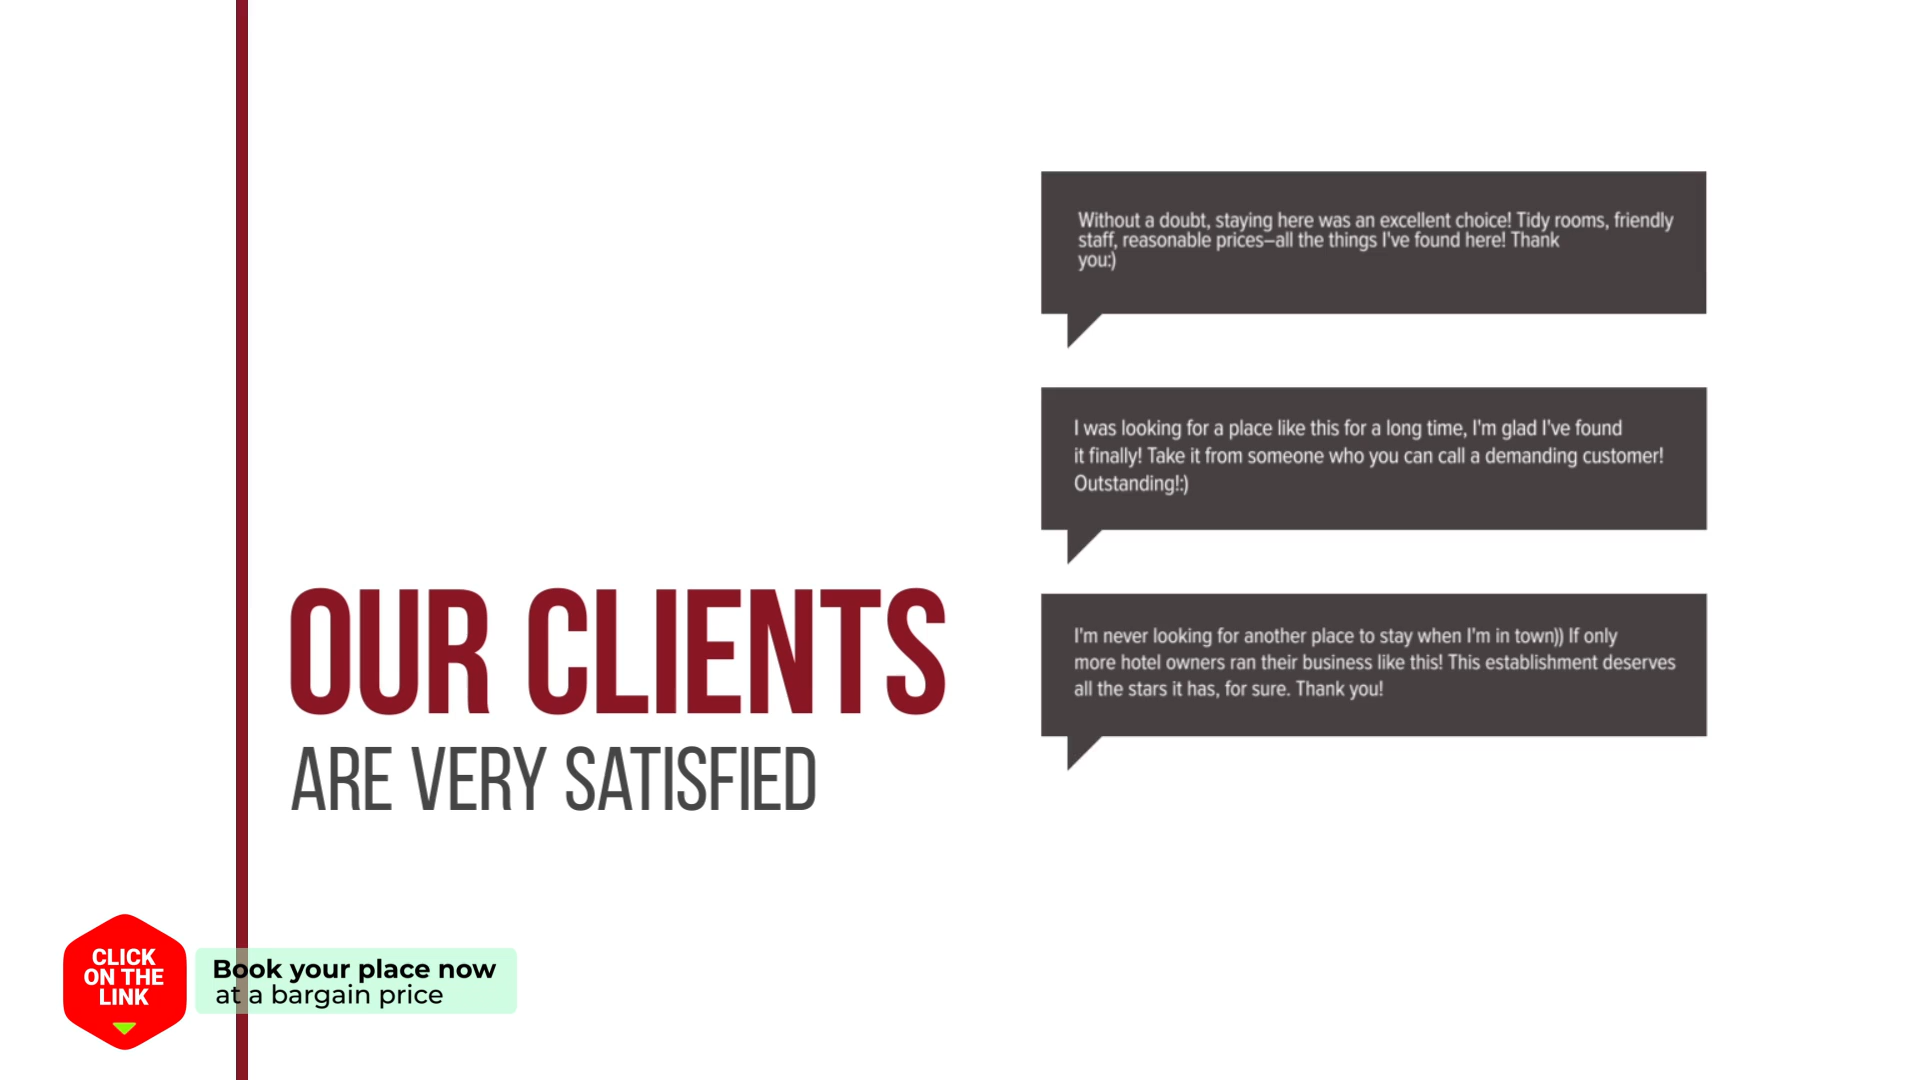 Without a doubt, staying here was an excellent choice! Tidy rooms, friendly
staff, reasonable prices–all the things I've found here! Thank
you:)
I was looking for a place like this for a long time, I'm glad I've found
it finally! Take it from someone who you can call a demanding customer!
Outstanding!:)
I'm never looking for another place to stay when I'm in town)) If only
more hotel owners ran their business like this! This establishment deserves
all the stars it has, for sure. Thank you!
OUR CLIENTS
ARE VERY SATISFIED
CLICK
ON THE
LINK
Book your place now
at a bargain price